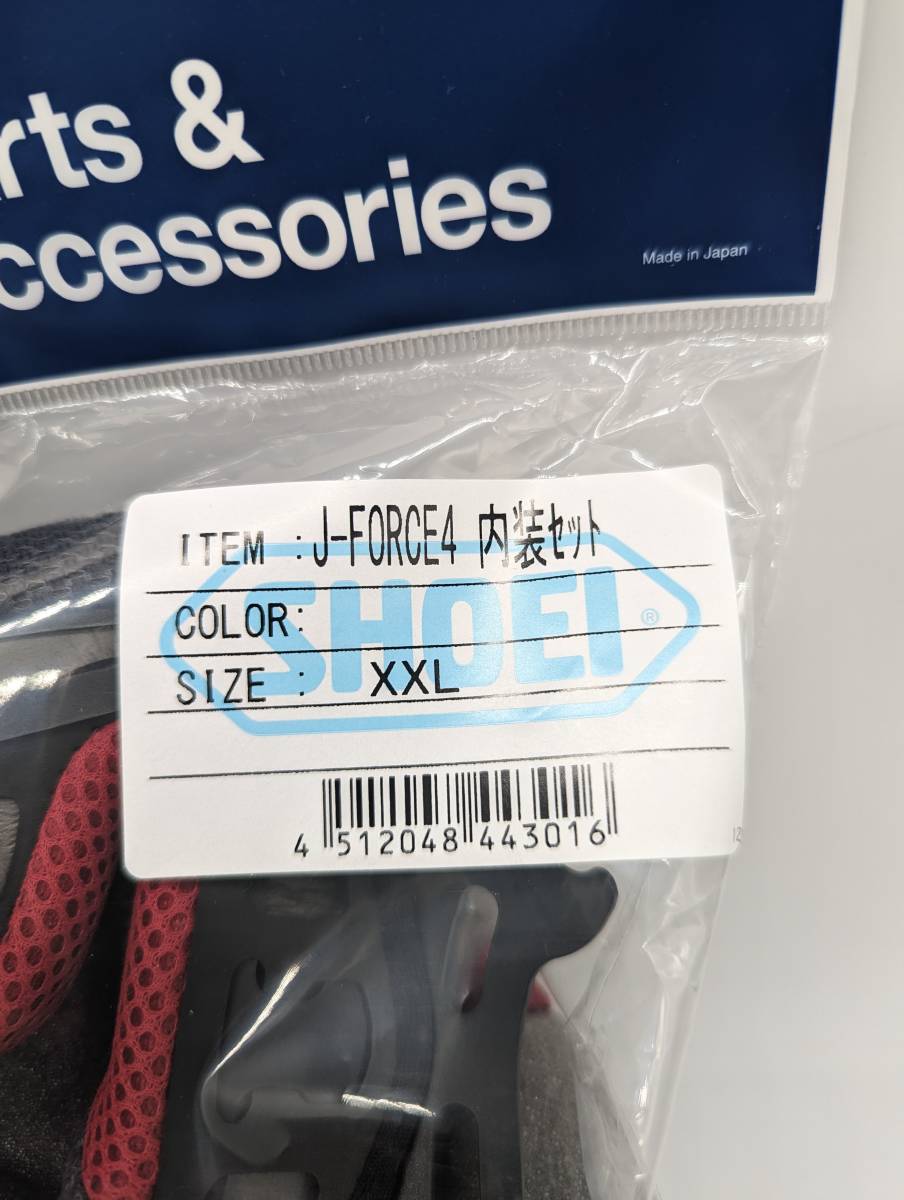 rts &
ccessories
Made in Japan
ITEM : J-FORCE4 内装ｾｯﾄ
COLOR:
SHOEI®
SIZE : XXL
4 512048 443016